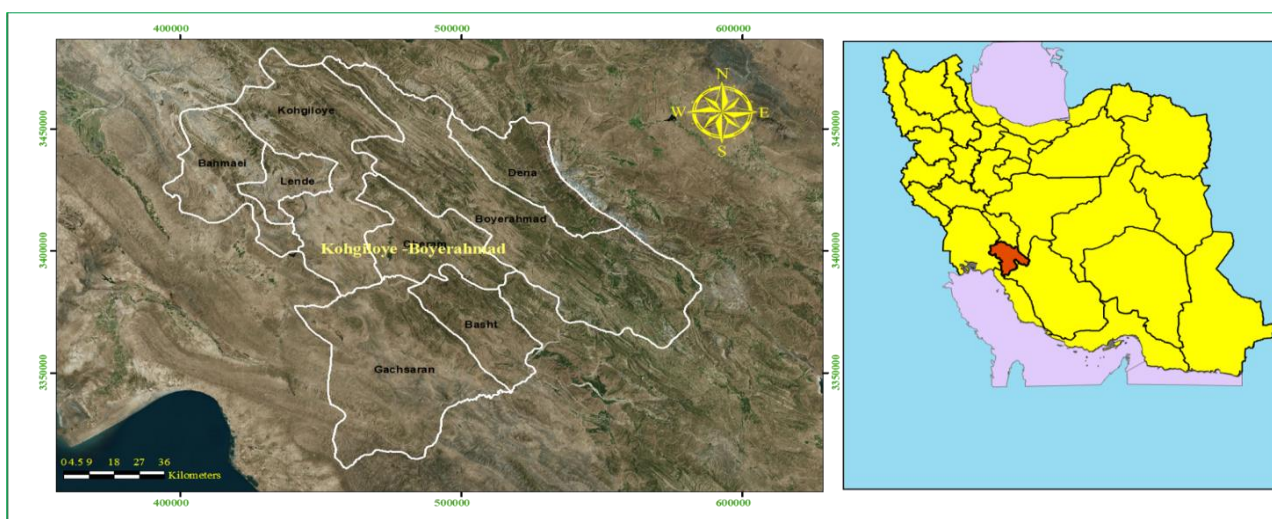 400000
500000
600000
3450000
3450000
N
W
E
S
Kohgiloye
Bahmaei
Lende
Dena
Boyerahmad
Kohgiloye -Boyerahmad
3400000
3400000
Basht
Gachsaran
3350000
3350000
0 4.5 9 18 27 36
Kilometers
400000
500000
600000